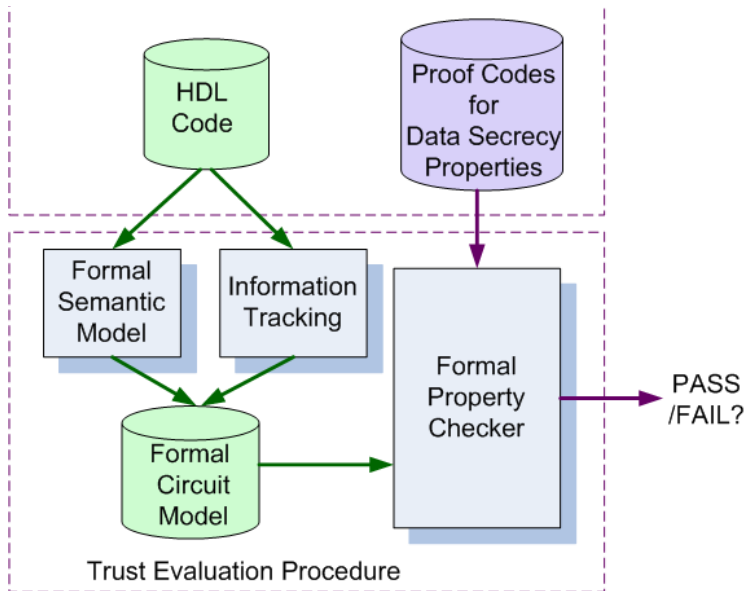 HDL
Code
Proof Codes
for
Data Secrecy
Properties
Formal
Semantic
Model
Information
Tracking
Formal
Property
Checker
PASS
/FAIL?
Formal
Circuit
Model
Trust Evaluation Procedure